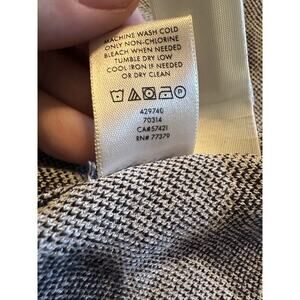 MACHINE WASH COLD
ONLY NON-CHLORINE
BLEACH WHEN NEEDED
TUMBLE DRY LOW
COOL IRON IF NEEDED
OR DRY CLEAN
429740
70314
CA#57421
RN# 77379